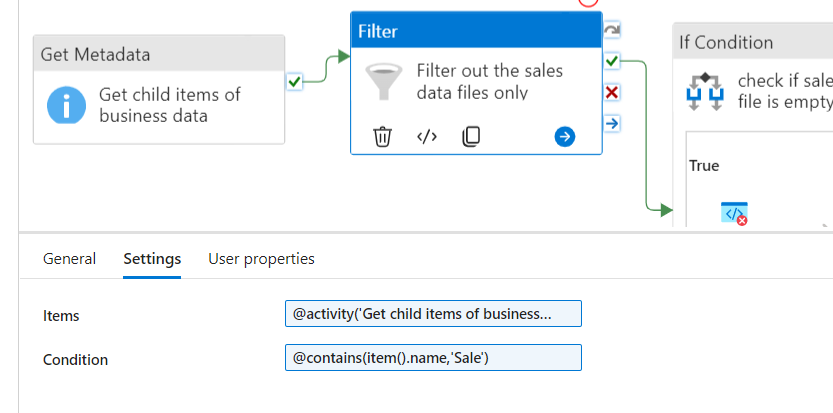 Get Metadata
Get child items of
business data
Filter
Filter out the sales
data files only
</>
If Condition
check if sale
file is empty
True
</>
General
Settings
User properties
Items
@activity('Get child items of business...
Condition
@contains(item().name,'Sale')